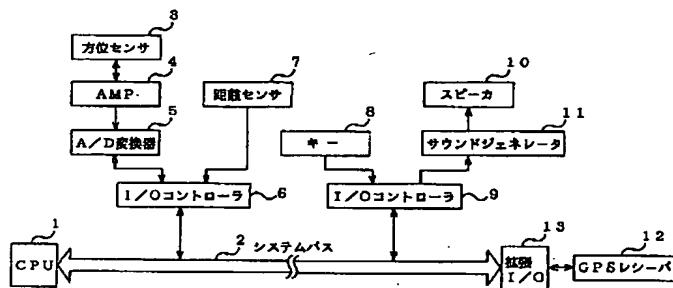 3
方位センサ
4
AMP.
5
A/D変換器
7
距離センサ
8
キー
10
スピーカ
11
サウンドジェネレータ
I/Oコントローラ
6
I/Oコントローラ
9
1
CPU
2 システムバス
13
拡張
I/O
12
GPSレシーバ